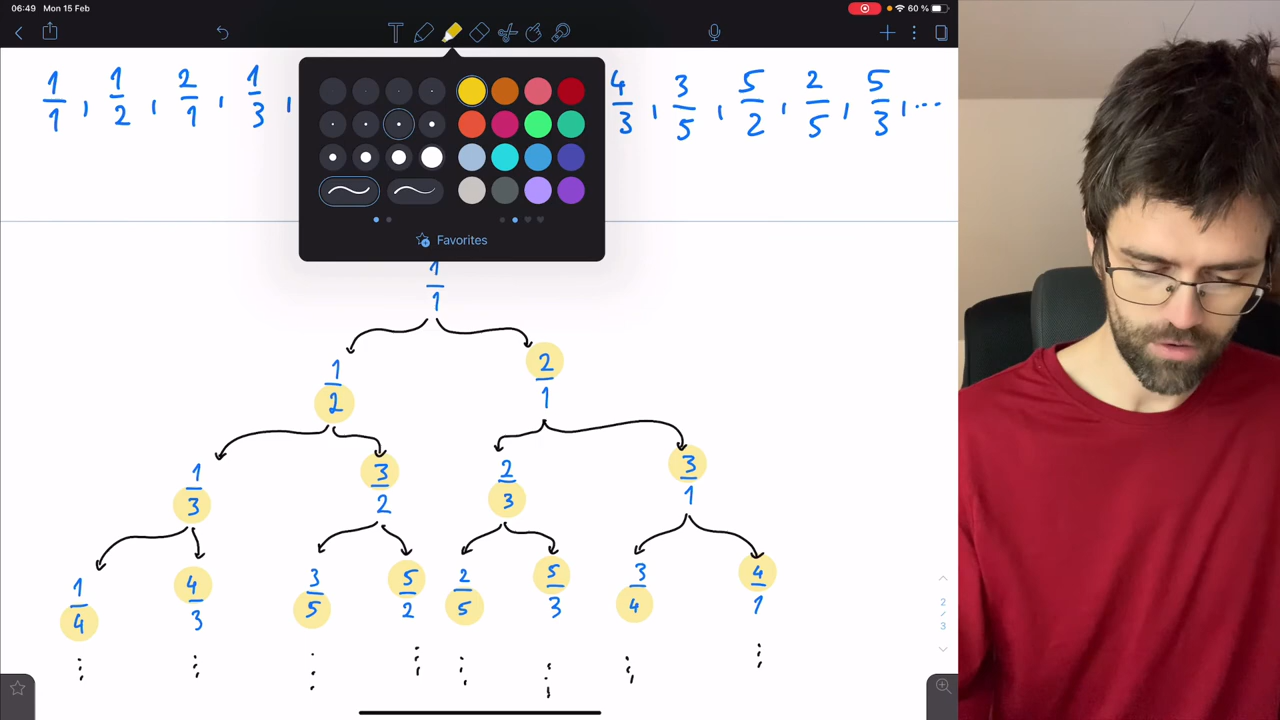 06:49 Mon 15 Feb 60 %
T
1/1 , 1/2 , 2/1 , 1/3 , 4/3 , 3/5 , 5/2 , 2/5 , 5/3 , ...
Favorites
1/1
1/2 2/1
1/3 3/2 2/3 3/1
1/4 4/3 3/5 5/2 2/5 5/3 3/4 4/1
2/3